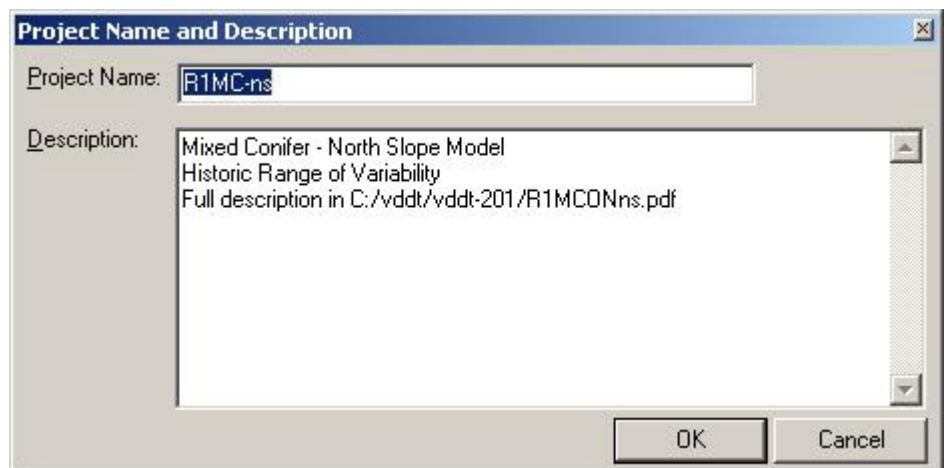 Project Name and Description
Project Name: R1MC-ns
Description: Mixed Conifer - North Slope Model
Historic Range of Variability
Full description in C:/vddt/vddt-201/R1MCONns.pdf
OK Cancel